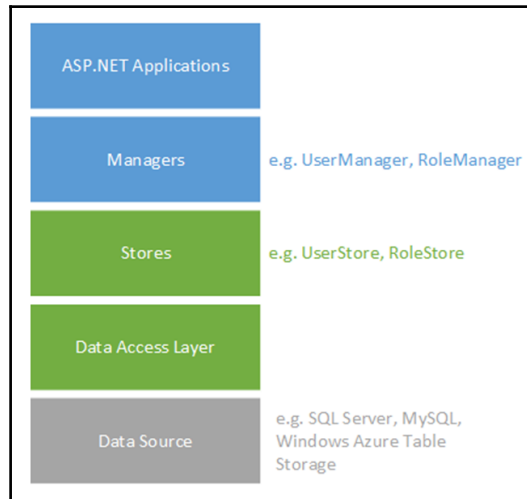 ASP.NET Applications
Managers
e.g. UserManager, RoleManager
Stores
e.g. UserStore, RoleStore
Data Access Layer
Data Source
e.g. SQL Server, MySQL,
Windows Azure Table
Storage